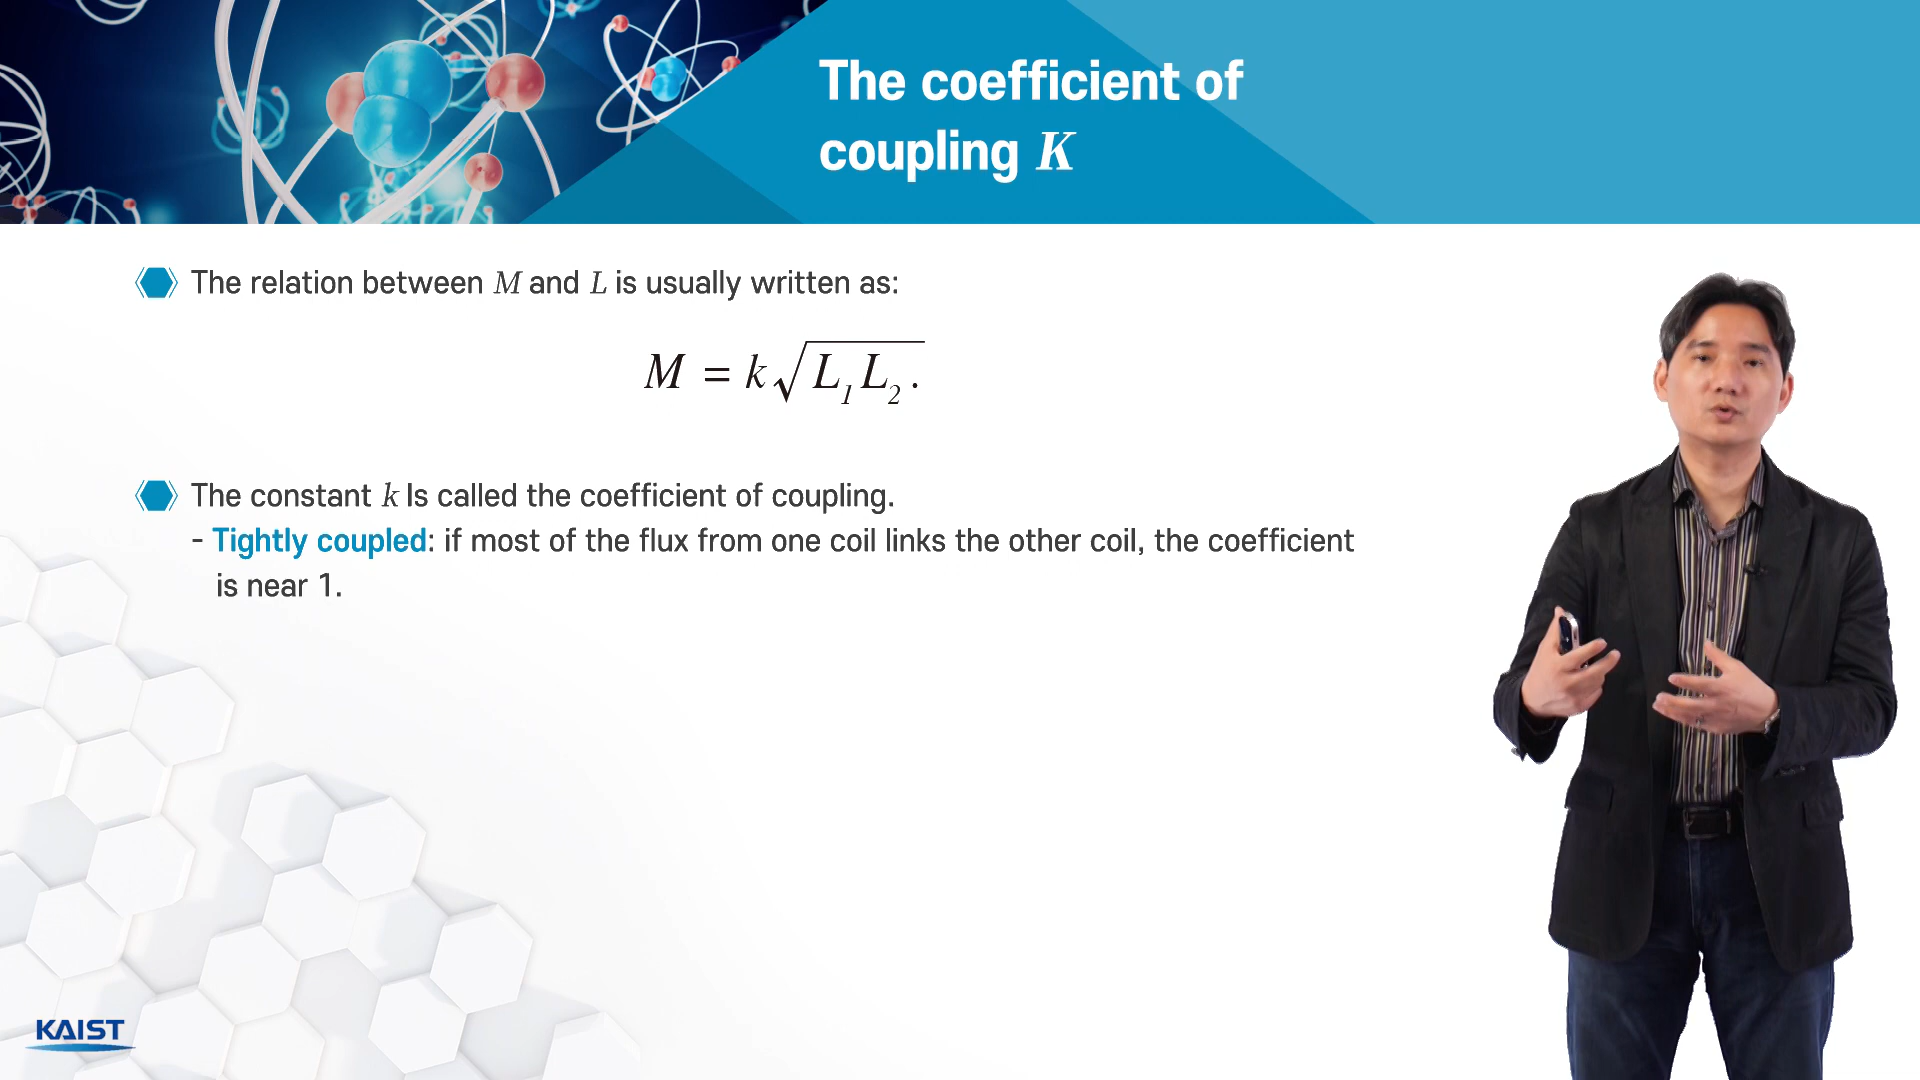 The coefficient of
coupling K
The relation between M and L is usually written as:
M = k√L₁L₂.
The constant k Is called the coefficient of coupling.
- Tightly coupled: if most of the flux from one coil links the other coil, the coefficient
is near 1.
KAIST